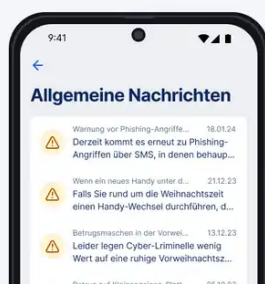 9:41
Allgemeine Nachrichten
Warnung vor Phishing-Angriffe... 18.01.24
Derzeit kommt es erneut zu Phishing-
Angriffen über SMS, in denen behaup...
Wenn ein neues Handy unter d... 21.12.23
Falls Sie rund um die Weihnachtszeit
einen Handy-Wechsel durchführen, d...
Betrugsmaschen in der Vorwei... 13.12.23
Leider legen Cyber-Lriminelle wenig
Wert auf eine ruhige Vorweihnachtsz...